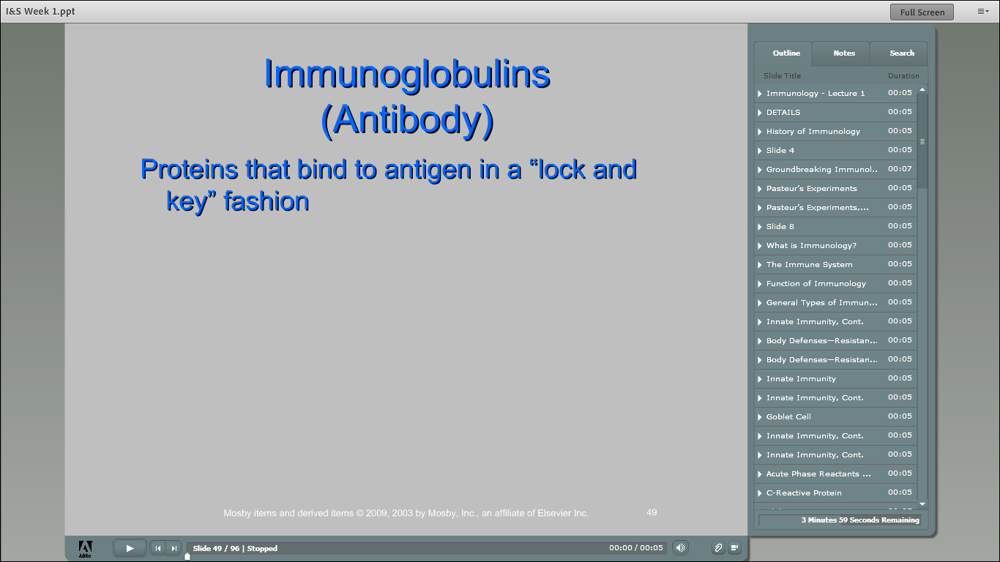 I&S Week 1.ppt
Full Screen
Immunoglobulins
(Antibody)
Proteins that bind to antigen in a “lock and
key” fashion
Mosby items and derived items © 2009, 2003 by Mosby, Inc., an affiliate of Elsevier Inc.
49
Outline Notes Search
Slide Title Duration
Immunology - Lecture 1 00:05
DETAILS 00:05
History of Immunology 00:05
Slide 4 00:05
Groundbreaking Immunol.. 00:07
Pasteur’s Experiments 00:05
Pasteur’s Experiments,... 00:05
Slide 8 00:05
What is Immunology? 00:05
The Immune System 00:05
Function of Immunology 00:05
General Types of Immun... 00:05
Innate Immunity, Cont. 00:05
Body Defenses—Resistan... 00:05
Body Defenses—Resistan... 00:05
Innate Immunity 00:05
Innate Immunity, Cont. 00:05
Goblet Cell 00:05
Innate Immunity, Cont. 00:05
Innate Immunity, Cont. 00:05
Acute Phase Reactants ... 00:05
C-Reactive Protein 00:05
3 Minutes 59 Seconds Remaining
Adobe
Slide 49 / 96 | Stopped
00:00 / 00:05